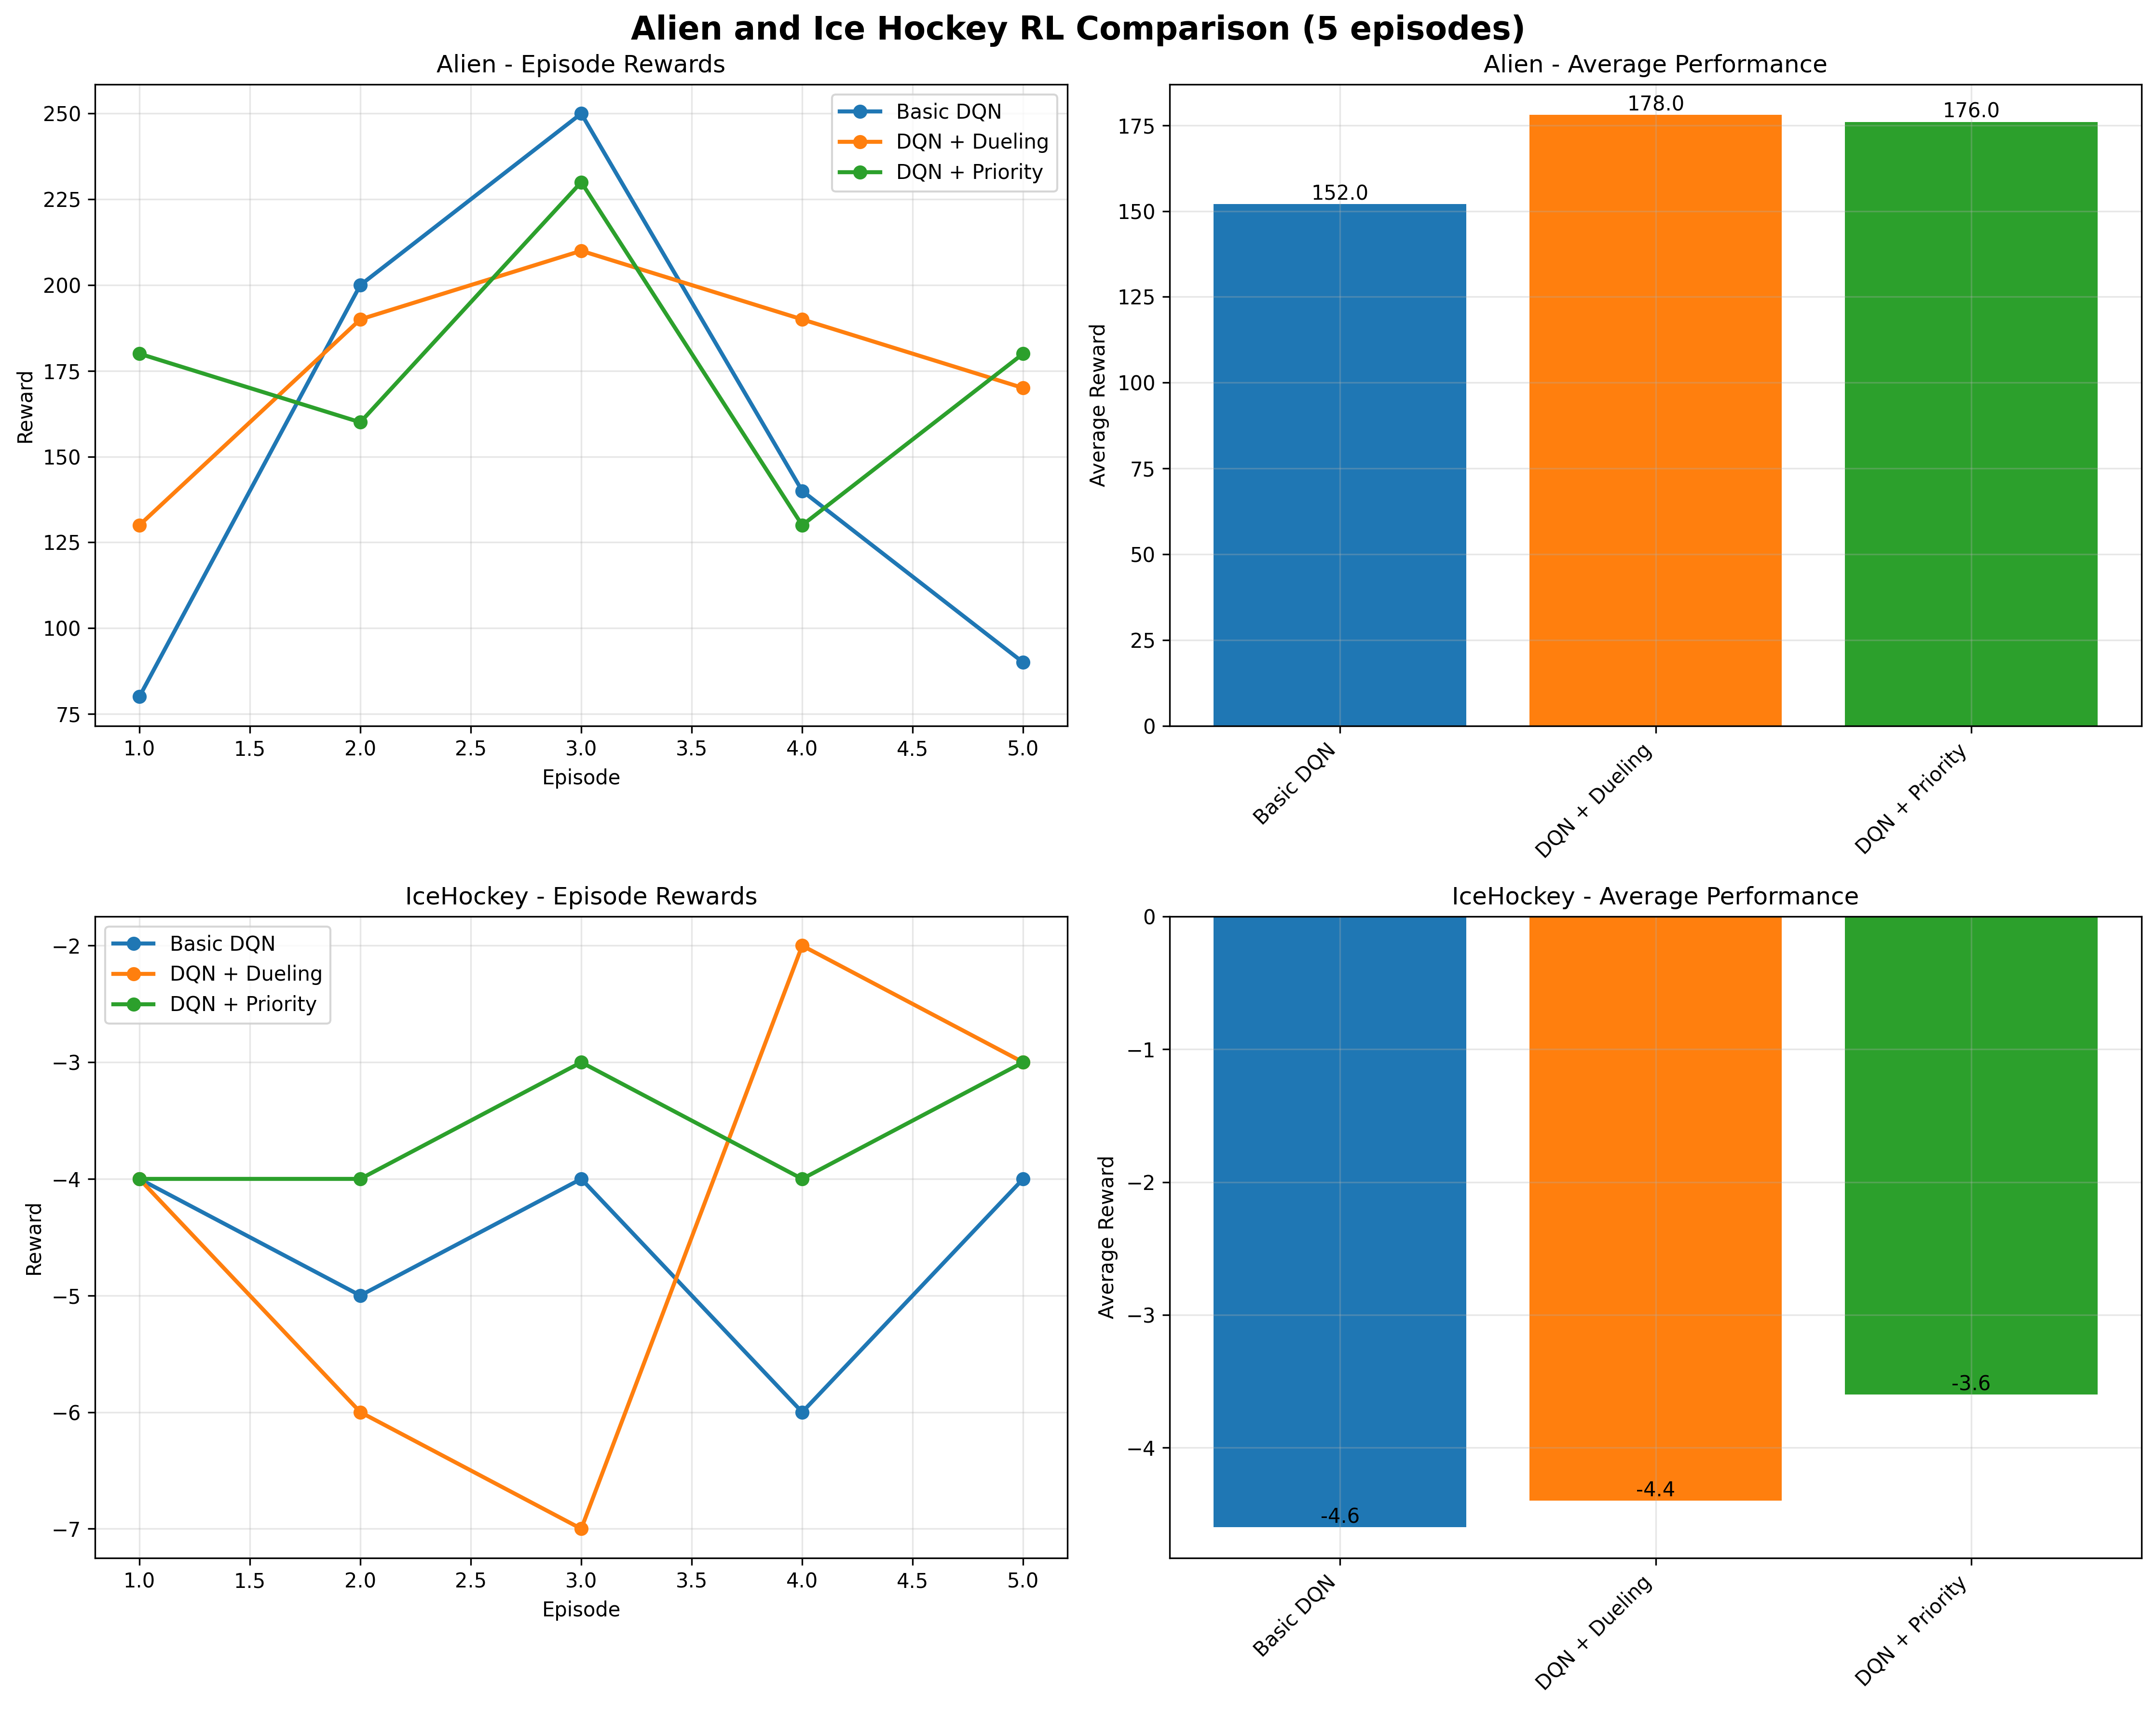 Alien and Ice Hockey RL Comparison (5 episodes)
Alien - Episode Rewards
250
225
200
175
150
125
100
75
Reward
Basic DQN
DQN + Dueling
DQN + Priority
1.0 1.5 2.0 2.5 3.0 3.5 4.0 4.5 5.0
Episode
Alien - Average Performance
175
150
125
100
75
50
25
0
Average Reward
152.0
178.0
176.0
Basic DQN
DQN + Dueling
DQN + Priority
IceHockey - Episode Rewards
−2
−3
−4
−5
−6
−7
Reward
Basic DQN
DQN + Dueling
DQN + Priority
1.0 1.5 2.0 2.5 3.0 3.5 4.0 4.5 5.0
Episode
IceHockey - Average Performance
0
−1
−2
−3
−4
Average Reward
-4.6
-4.4
-3.6
Basic DQN
DQN + Dueling
DQN + Priority